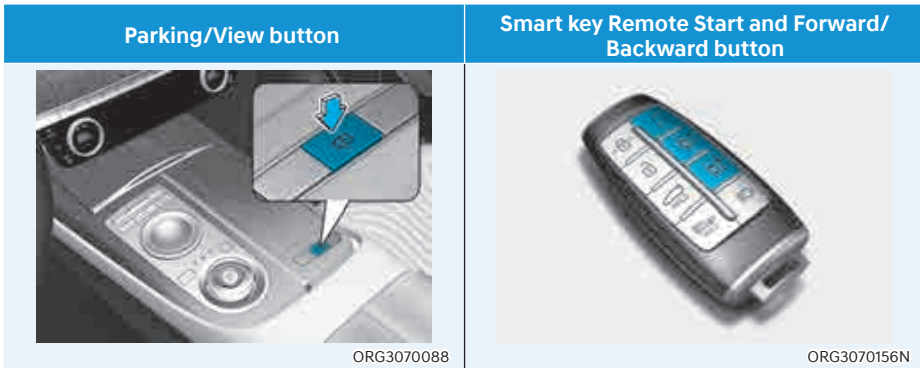 Parking/View button
Smart key Remote Start and Forward/
Backward button
ORG3070088
ORG3070156N